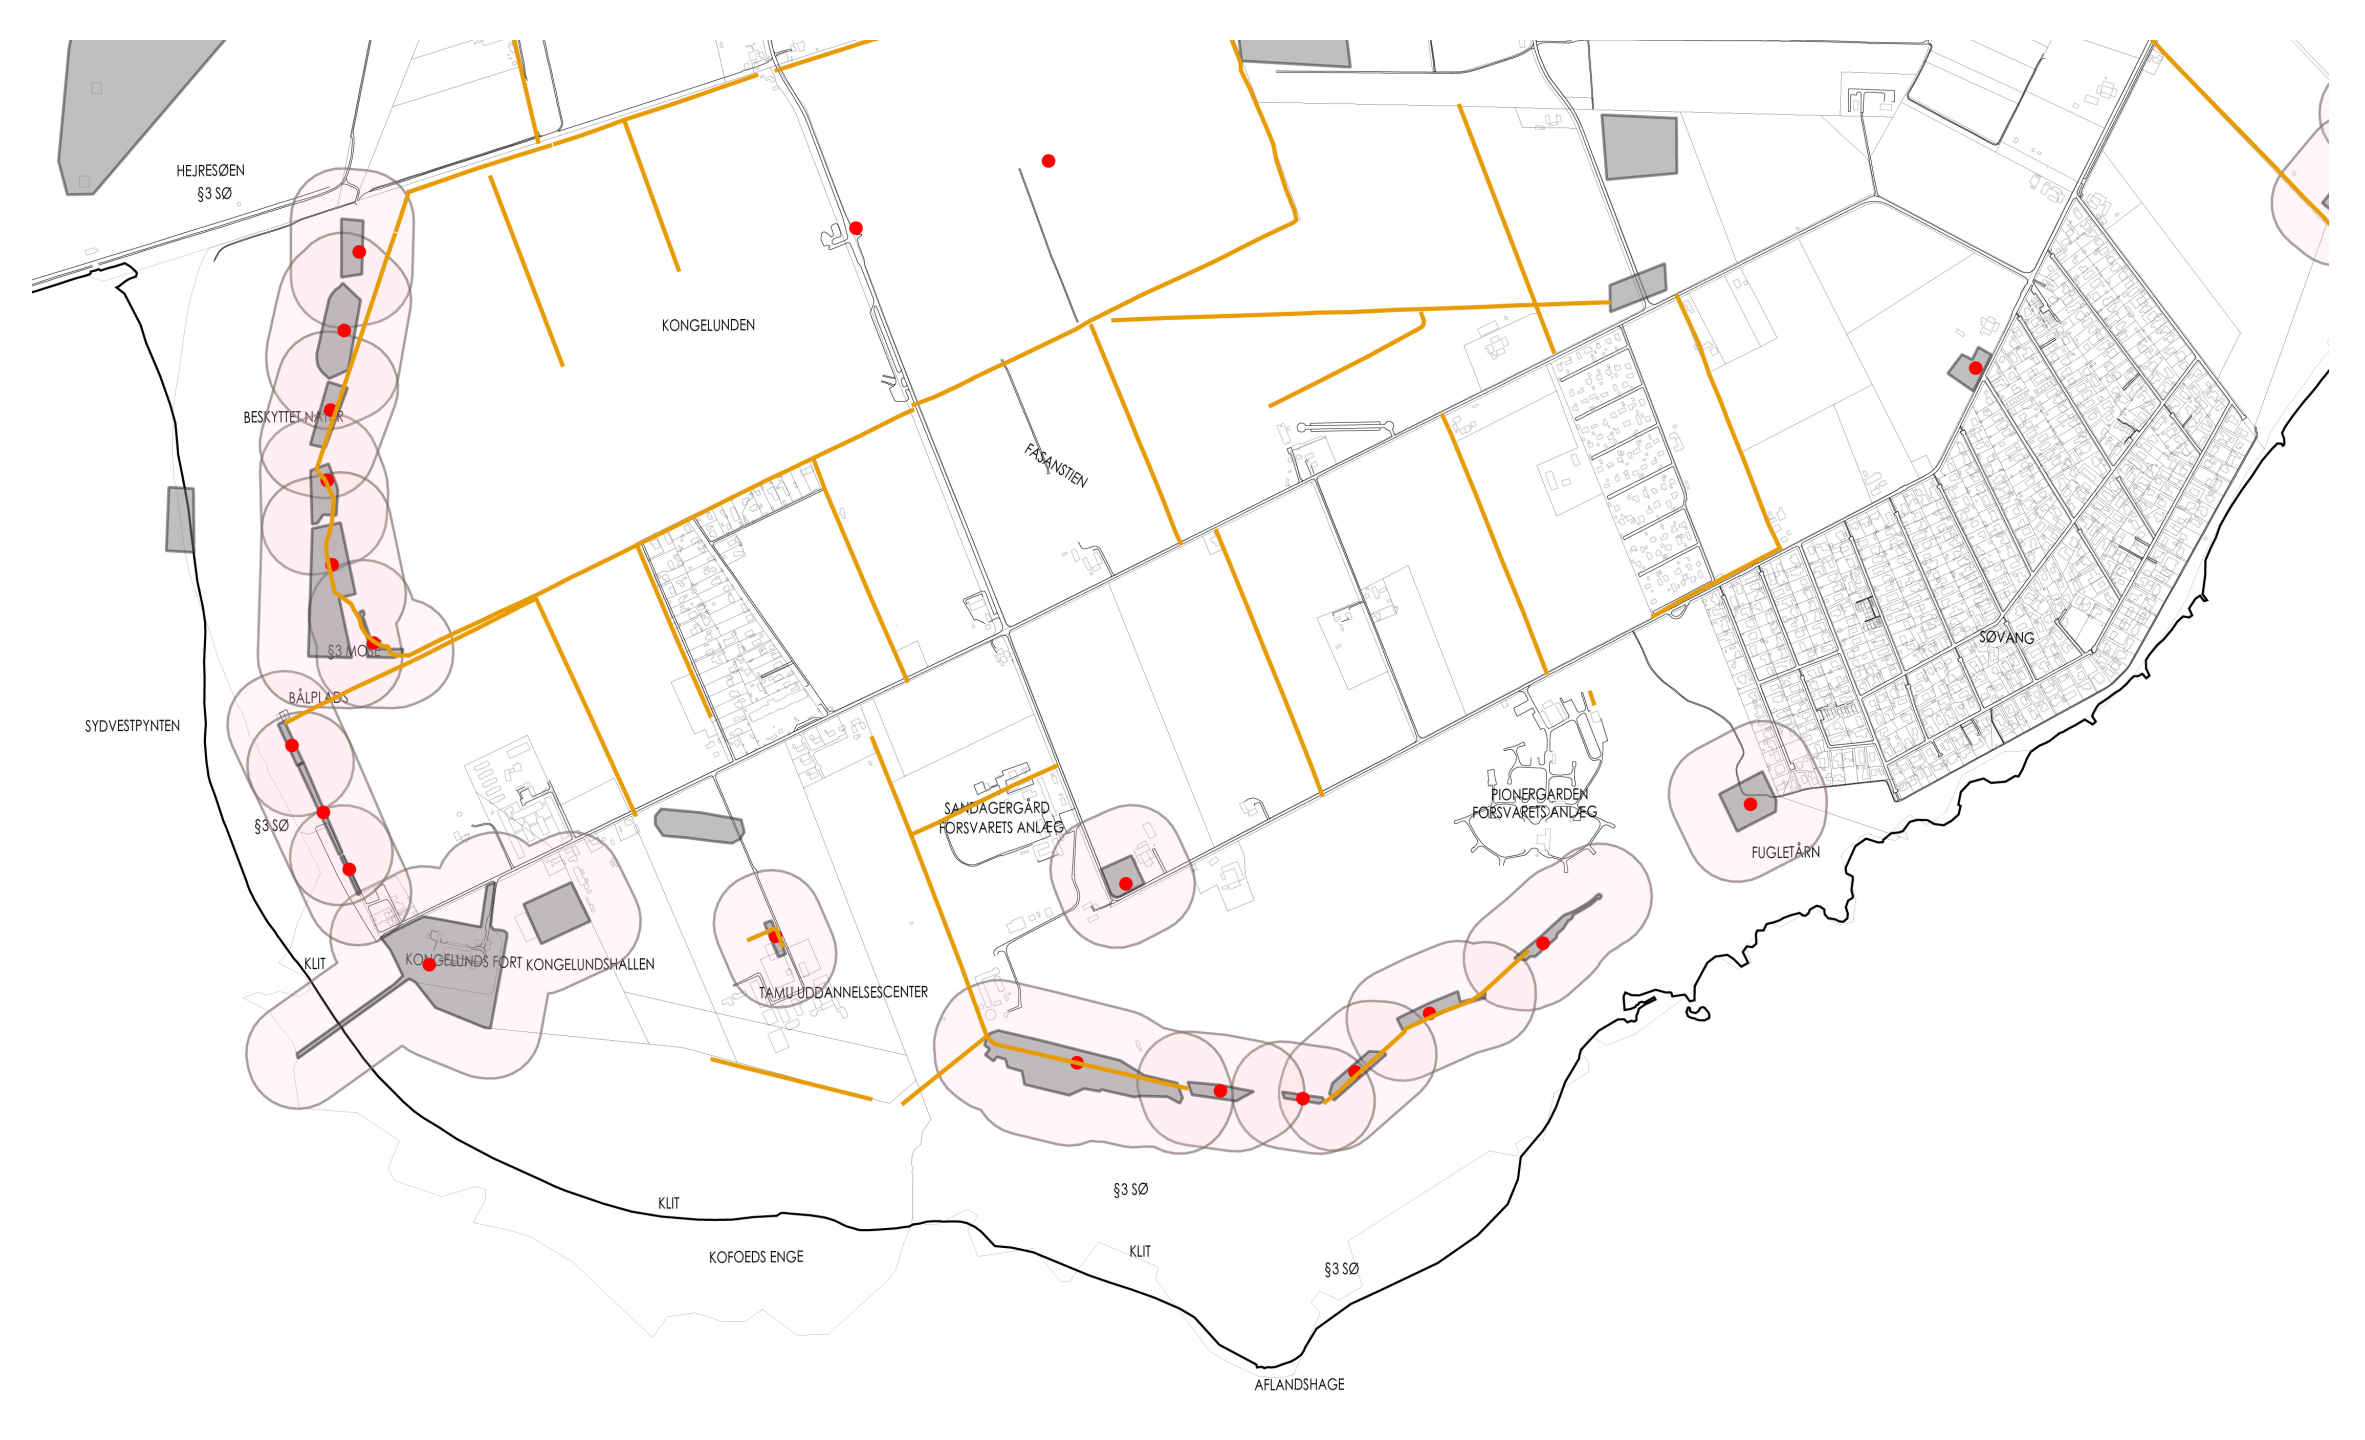 HEJRESØEN
§3 SØ
KONGELUNDEN
BESKYTTET NATUR
FASANSTIEN
SØVANG
§3 MOSE
BÅLPLADS
SYDVESTPYNTEN
§3 SØ
SANDAGERGÅRD
FORSVARETS ANLÆG
PIONERGARDEN
FORSVARETS ANLÆG
FUGLETÅRN
KLIT
KONGELUNDS FORT
KONGELUNDSHALLEN
TAMU UDDANNELSESCENTER
§3 SØ
KLIT
KOFOEDS ENGE
KLIT
§3 SØ
AFLANDSHAGE